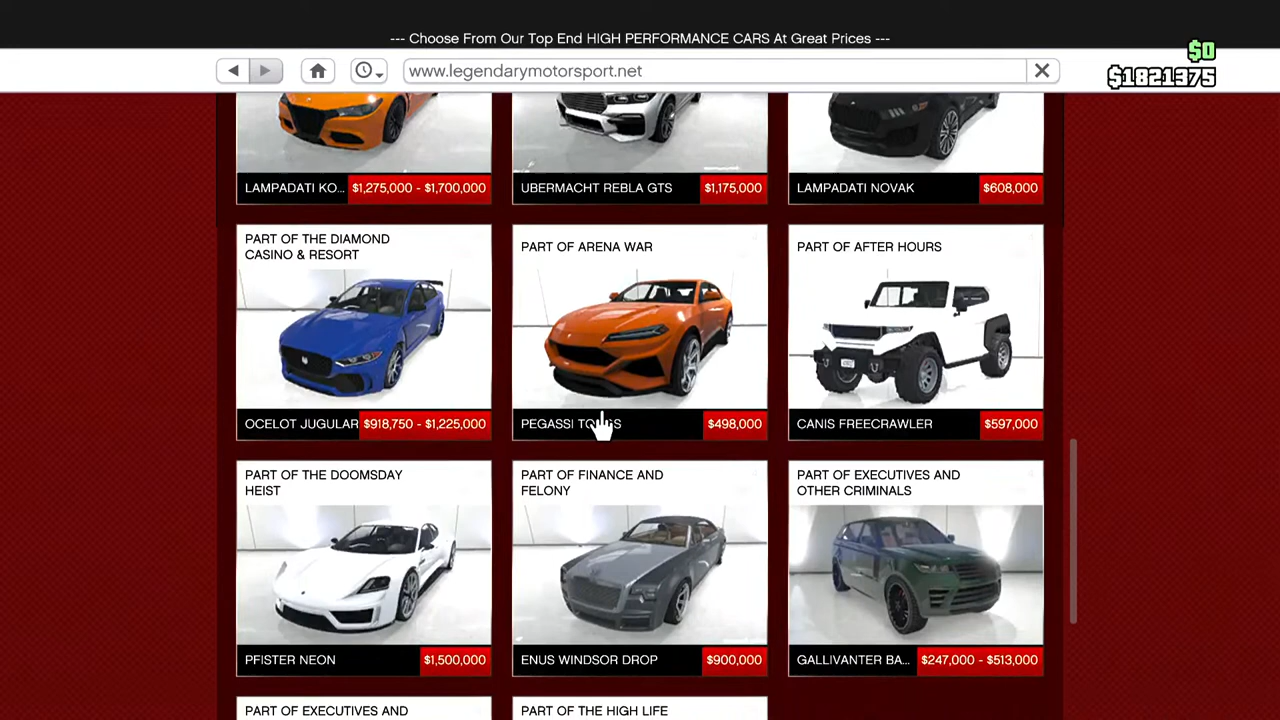 --- Choose From Our Top End HIGH PERFORMANCE CARS At Great Prices ---
$0
www.legendarymotorsport.net
$1821375
LAMPADATI KO... $1,275,000 - $1,700,000
UBERMACHT REBLA GTS $1,175,000
LAMPADATI NOVAK $608,000
PART OF THE DIAMOND
CASINO & RESORT
OCELOT JUGULAR $918,750 - $1,225,000
PART OF ARENA WAR
PEGASSI $498,000
PART OF AFTER HOURS
CANIS FREECRAWLER $597,000
PART OF THE DOOMSDAY
HEIST
PFISTER NEON $1,500,000
PART OF FINANCE AND
FELONY
ENUS WINDSOR DROP $900,000
PART OF EXECUTIVES AND
OTHER CRIMINALS
GALLIVANTER BA... $247,000 - $513,000
PART OF EXECUTIVES AND
PART OF THE HIGH LIFE